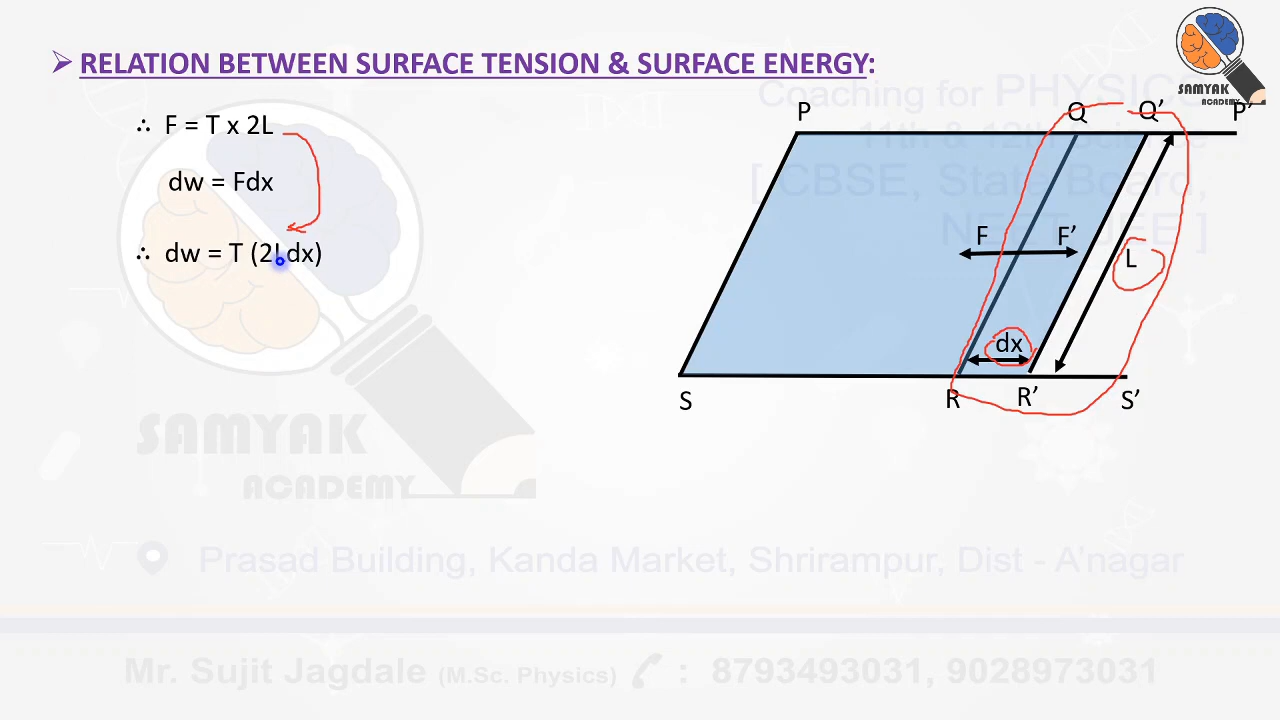 ➢ RELATION BETWEEN SURFACE TENSION & SURFACE ENERGY:
SAMYAK
ACADEMY
∴ F = T x 2L
dw = Fdx
∴ dw = T (2Ldx)
P
Q
Q’
P’
F
F’
L
dx
S
R
R’
S’
Coaching for PHYSICS
11th & 12th Science
[ CBSE, State Board,
NEET, JEE ]
SAMYAK
ACADEMY
Prasad Building, Kanda Market, Shrirampur, Dist - A’nagar
Mr. Sujit Jagdale (M.Sc. Physics) : 8793493031, 9028973031